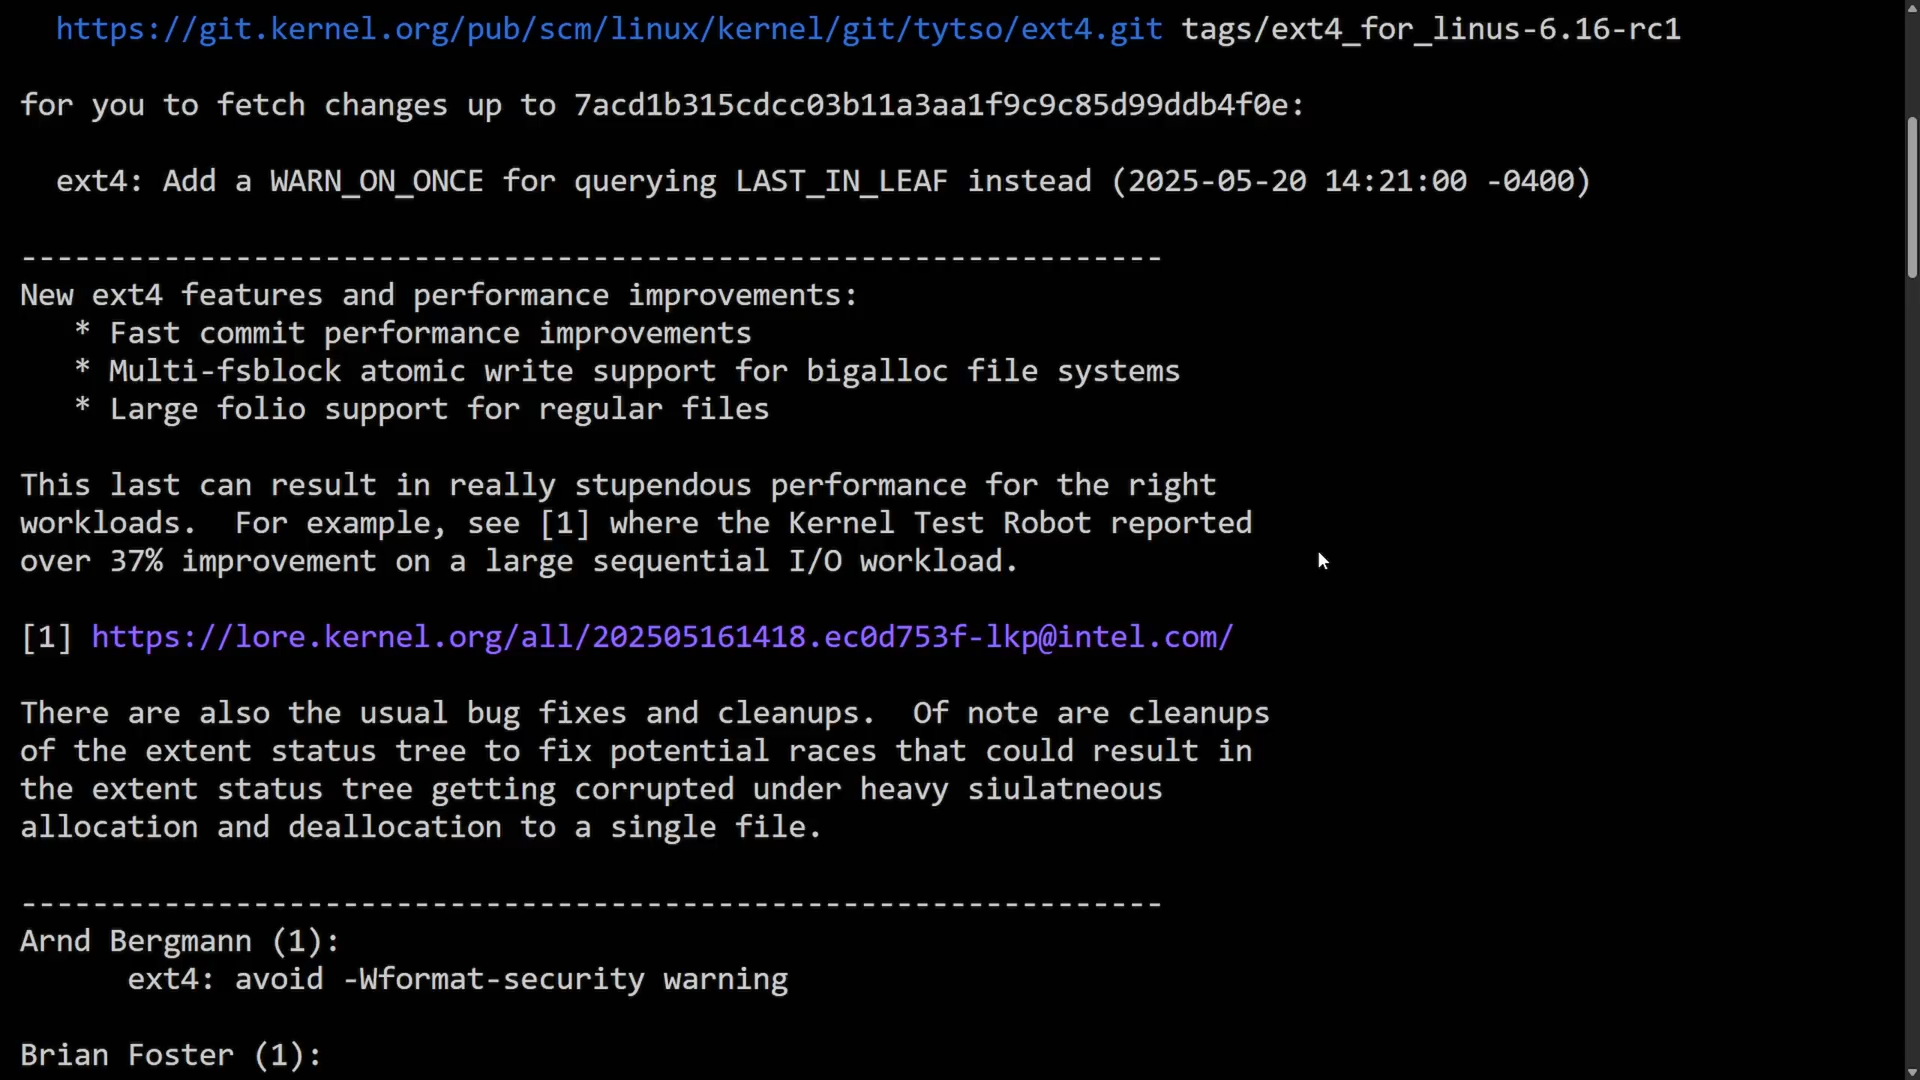 https://git.kernel.org/pub/scm/linux/kernel/git/tytso/ext4.git tags/ext4_for_linus-6.16-rc1
for you to fetch changes up to 7acd1b315cdcc03b11a3aa1f9c9c85d99ddb4f0e:
ext4: Add a WARN_ON_ONCE for querying LAST_IN_LEAF instead (2025-05-20 14:21:00 -0400)
----------------------------------------------------------------
New ext4 features and performance improvements:
* Fast commit performance improvements
* Multi-fsblock atomic write support for bigalloc file systems
* Large folio support for regular files
This last can result in really stupendous performance for the right
workloads.  For example, see [1] where the Kernel Test Robot reported
over 37% improvement on a large sequential I/O workload.
[1] https://lore.kernel.org/all/202505161418.ec0d753f-lkp@intel.com/
There are also the usual bug fixes and cleanups.  Of note are cleanups
of the extent status tree to fix potential races that could result in
the extent status tree getting corrupted under heavy siulatneous
allocation and deallocation to a single file.
----------------------------------------------------------------
Arnd Bergmann (1):
ext4: avoid -Wformat-security warning
Brian Foster (1):